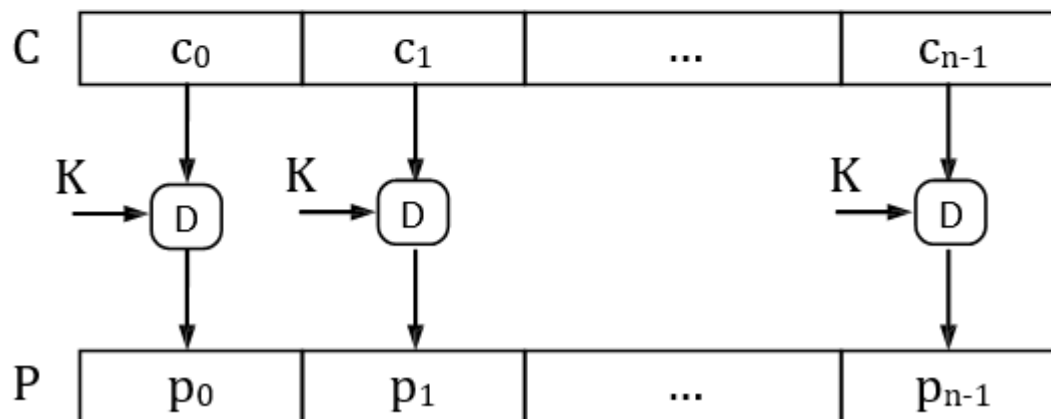 C c₀ c₁ ... cₙ₋₁
K K K
D D D
P p₀ p₁ ... pₙ₋₁